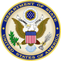 DEPARTMENT OF STATE
UNITED STATES OF AMERICA